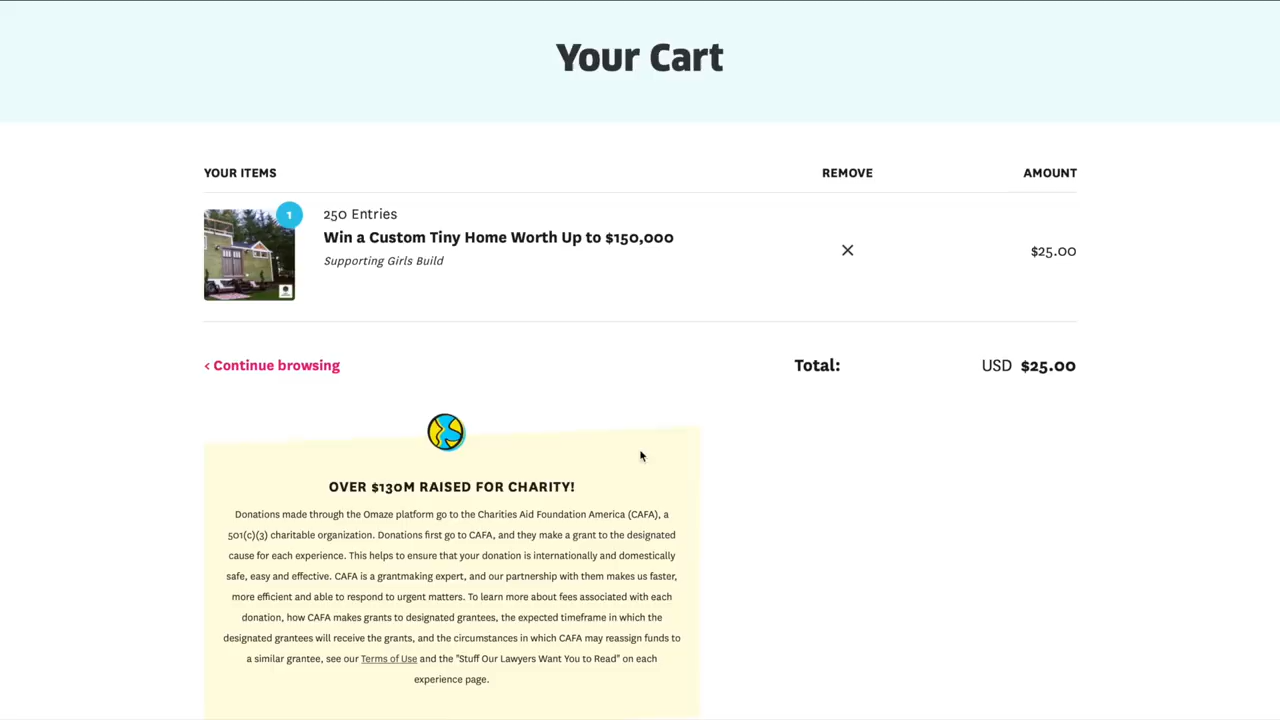 Your Cart
YOUR ITEMS REMOVE AMOUNT
1
250 Entries
Win a Custom Tiny Home Worth Up to $150,000
Supporting Girls Build
$25.00
< Continue browsing
Total: USD $25.00
OVER $130M RAISED FOR CHARITY!
Donations made through the Omaze platform go to the Charities Aid Foundation America (CAFA), a
501(c)(3) charitable organization. Donations first go to CAFA, and they make a grant to the designated
cause for each experience. This helps to ensure that your donation is internationally and domestically
safe, easy and effective. CAFA is a grantmaking expert, and our partnership with them makes us faster,
more efficient and able to respond to urgent matters. To learn more about fees associated with each
donation, how CAFA makes grants to designated grantees, the expected timeframe in which the
designated grantees will receive the grants, and the circumstances in which CAFA may reassign funds to
a similar grantee, see our Terms of Use and the "Stuff Our Lawyers Want You to Read" on each
experience page.